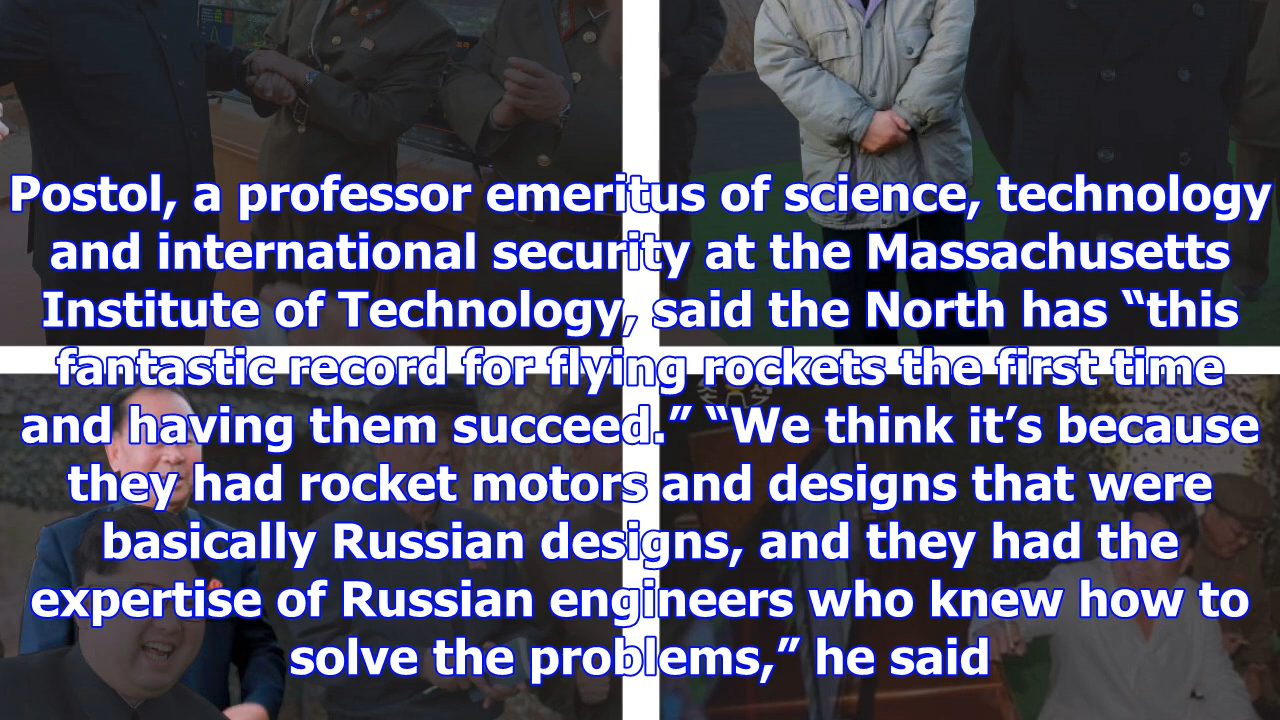 Postol, a professor emeritus of science, technology
and international security at the Massachusetts
Institute of Technology, said the North has “this
fantastic record for flying rockets the first time
and having them succeed.” “We think it’s because
they had rocket motors and designs that were
basically Russian designs, and they had the
expertise of Russian engineers who knew how to
solve the problems,” he said